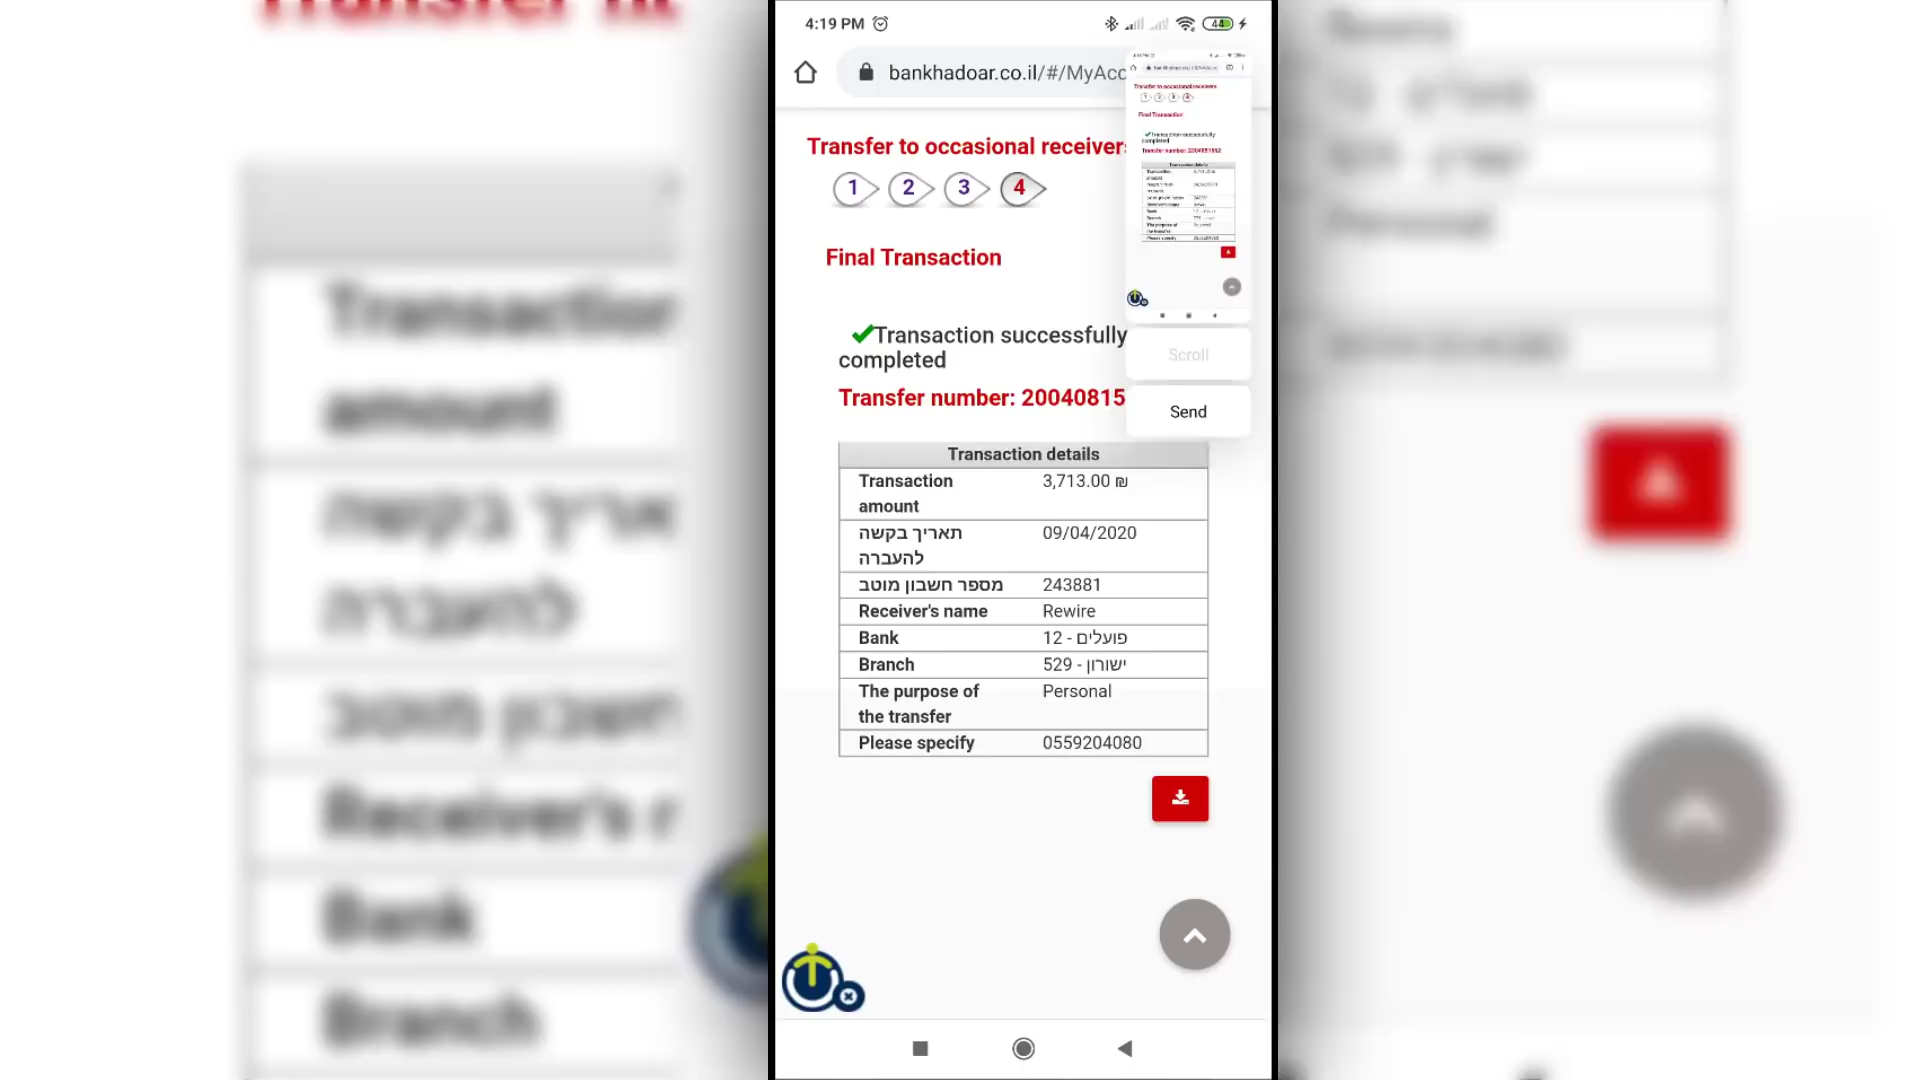 4:19 PM
44
bankhadoar.co.il/#/MyAcc
Transfer to occasional receivers
1 2 3 4
Final Transaction
Transaction successfully
completed
Transfer number: 20040815
Scroll
Send
Transaction details
Transaction 3,713.00 ₪
amount
תאריך בקשה 09/04/2020
להעברה
מספר חשבון מוטב 243881
Receiver's name Rewire
Bank 12 - פועלים
Branch 529 - ישורון
The purpose of Personal
the transfer
Please specify 0559204080